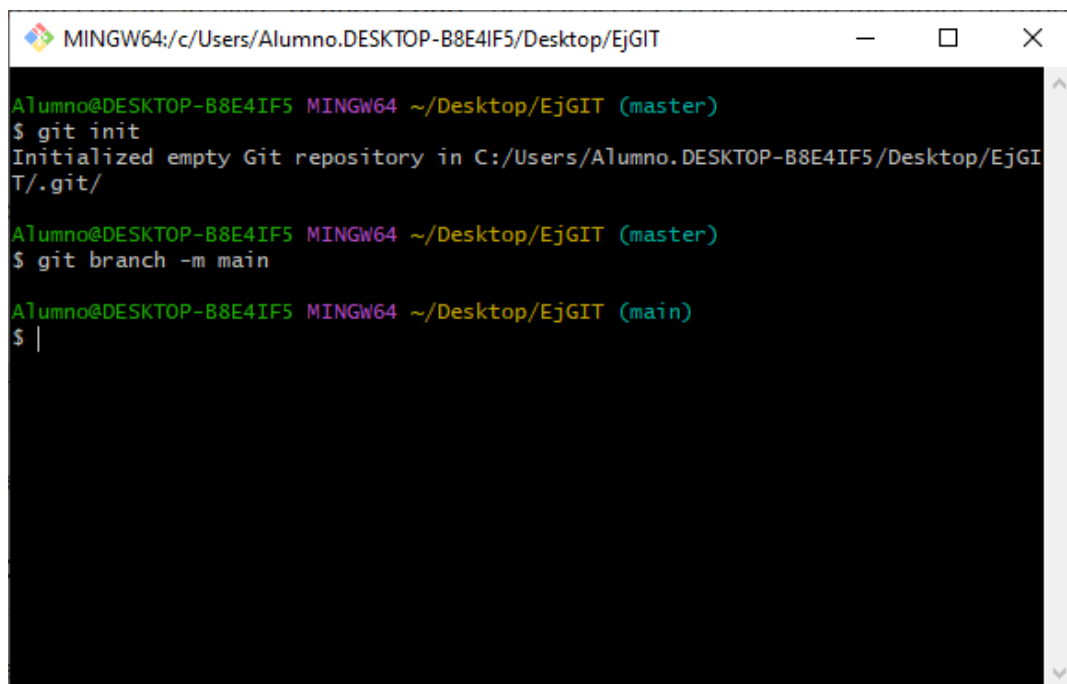 MINGW64:/c/Users/Alumno.DESKTOP-B8E4IF5/Desktop/EjGIT
Alumno@DESKTOP-B8E4IF5 MINGW64 ~/Desktop/EjGIT (master)
$ git init
Initialized empty Git repository in C:/Users/Alumno.DESKTOP-B8E4IF5/Desktop/EjGI
T/.git/
Alumno@DESKTOP-B8E4IF5 MINGW64 ~/Desktop/EjGIT (master)
$ git branch -m main
Alumno@DESKTOP-B8E4IF5 MINGW64 ~/Desktop/EjGIT (main)
$